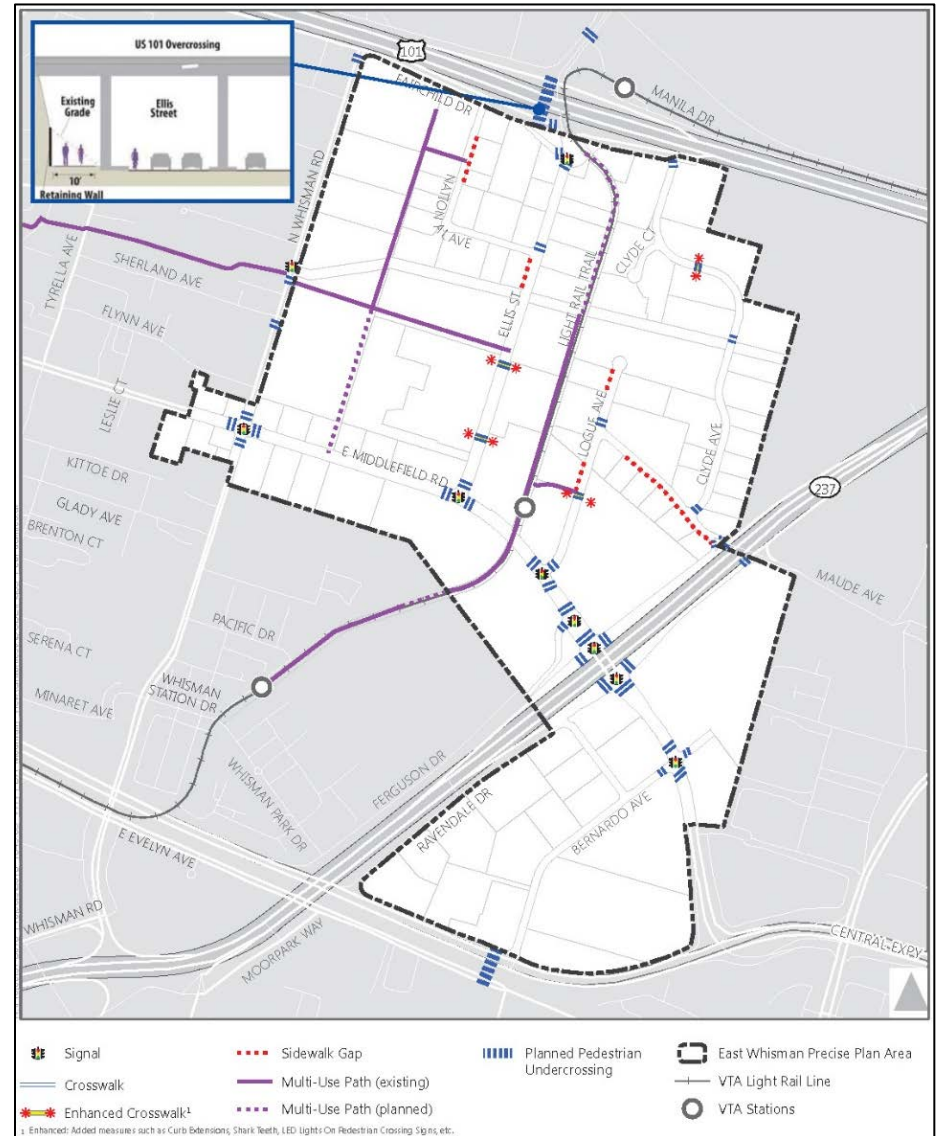 US 101 Overcrossing
Existing
Grade
Ellis
Street
10'
Retaining Wall
101
FAIRCHILD DR
MANILA DR
N WHISMAN RD
NATION
AL AVE
TYRELLA AVE
SHERLAND AVE
CLYDE CT
FLYNN AVE
ELLIS ST
LIGHT RAIL TRAIL
LESLIE CT
LOGUE AVE
CLYDE AVE
E MIDDLEFIELD RD
KITTOE DR
237
GLADY AVE
BRENTON CT
MAUDE AVE
PACIFIC DR
SERENA CT
WHISMAN
STATION DR
MINARET AVE
FERGUSON DR
WHISMAN PARK DR
RAVENDALE DR
BERNARDO AVE
E EVELYN AVE
WHISMAN RD
MOORPARK WAY
CENTRAL EXPY
Signal
Sidewalk Gap
Planned Pedestrian
Undercrossing
East Whisman Precise Plan Area
Crosswalk
Multi-Use Path (existing)
VTA Light Rail Line
Enhanced Crosswalk¹
Multi-Use Path (planned)
VTA Stations
1 Enhanced: Added measures such as Curb Extensions, Shark Teeth, LED Lights On Pedestrian Crossing Signs, etc.